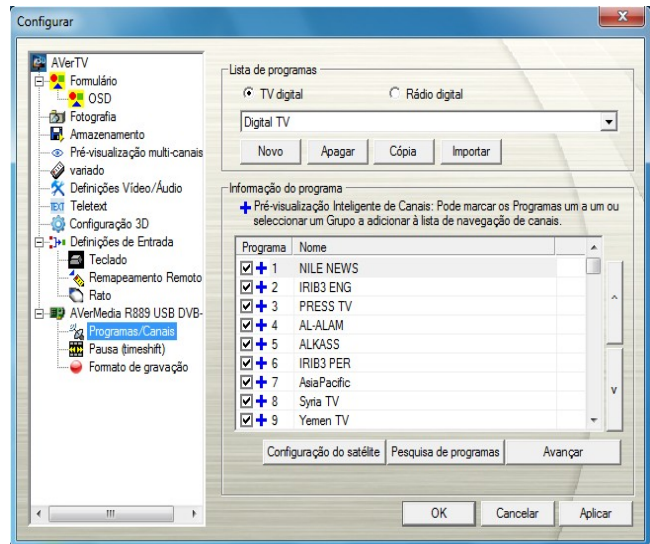 Configurar
X
AVerTV
Formulário
OSD
Fotografia
Armazenamento
Pré-visualização multi-canais
variado
Definições Vídeo/Áudio
TEXT Teletext
Configuração 3D
Definições de Entrada
Teclado
Remapeamento Remoto
Rato
AVerMedia R889 USB DVB-
Programas/Canais
Pausa (timeshift)
Formato de gravação
Lista de programas
TV digital
Rádio digital
Digital TV
Novo
Apagar
Cópia
Importar
Informação do programa
Pré-visualização Inteligente de Canais: Pode marcar os Programas um a um ou
seleccionar um Grupo a adicionar à lista de navegação de canais.
Programa Nome
1 NILE NEWS
2 IRIB3 ENG
3 PRESS TV
4 AL-ALAM
5 ALKASS
6 IRIB3 PER
7 AsiaPacific
8 Syria TV
9 Yemen TV
Configuração do satélite
Pesquisa de programas
Avançar
OK
Cancelar
Aplicar